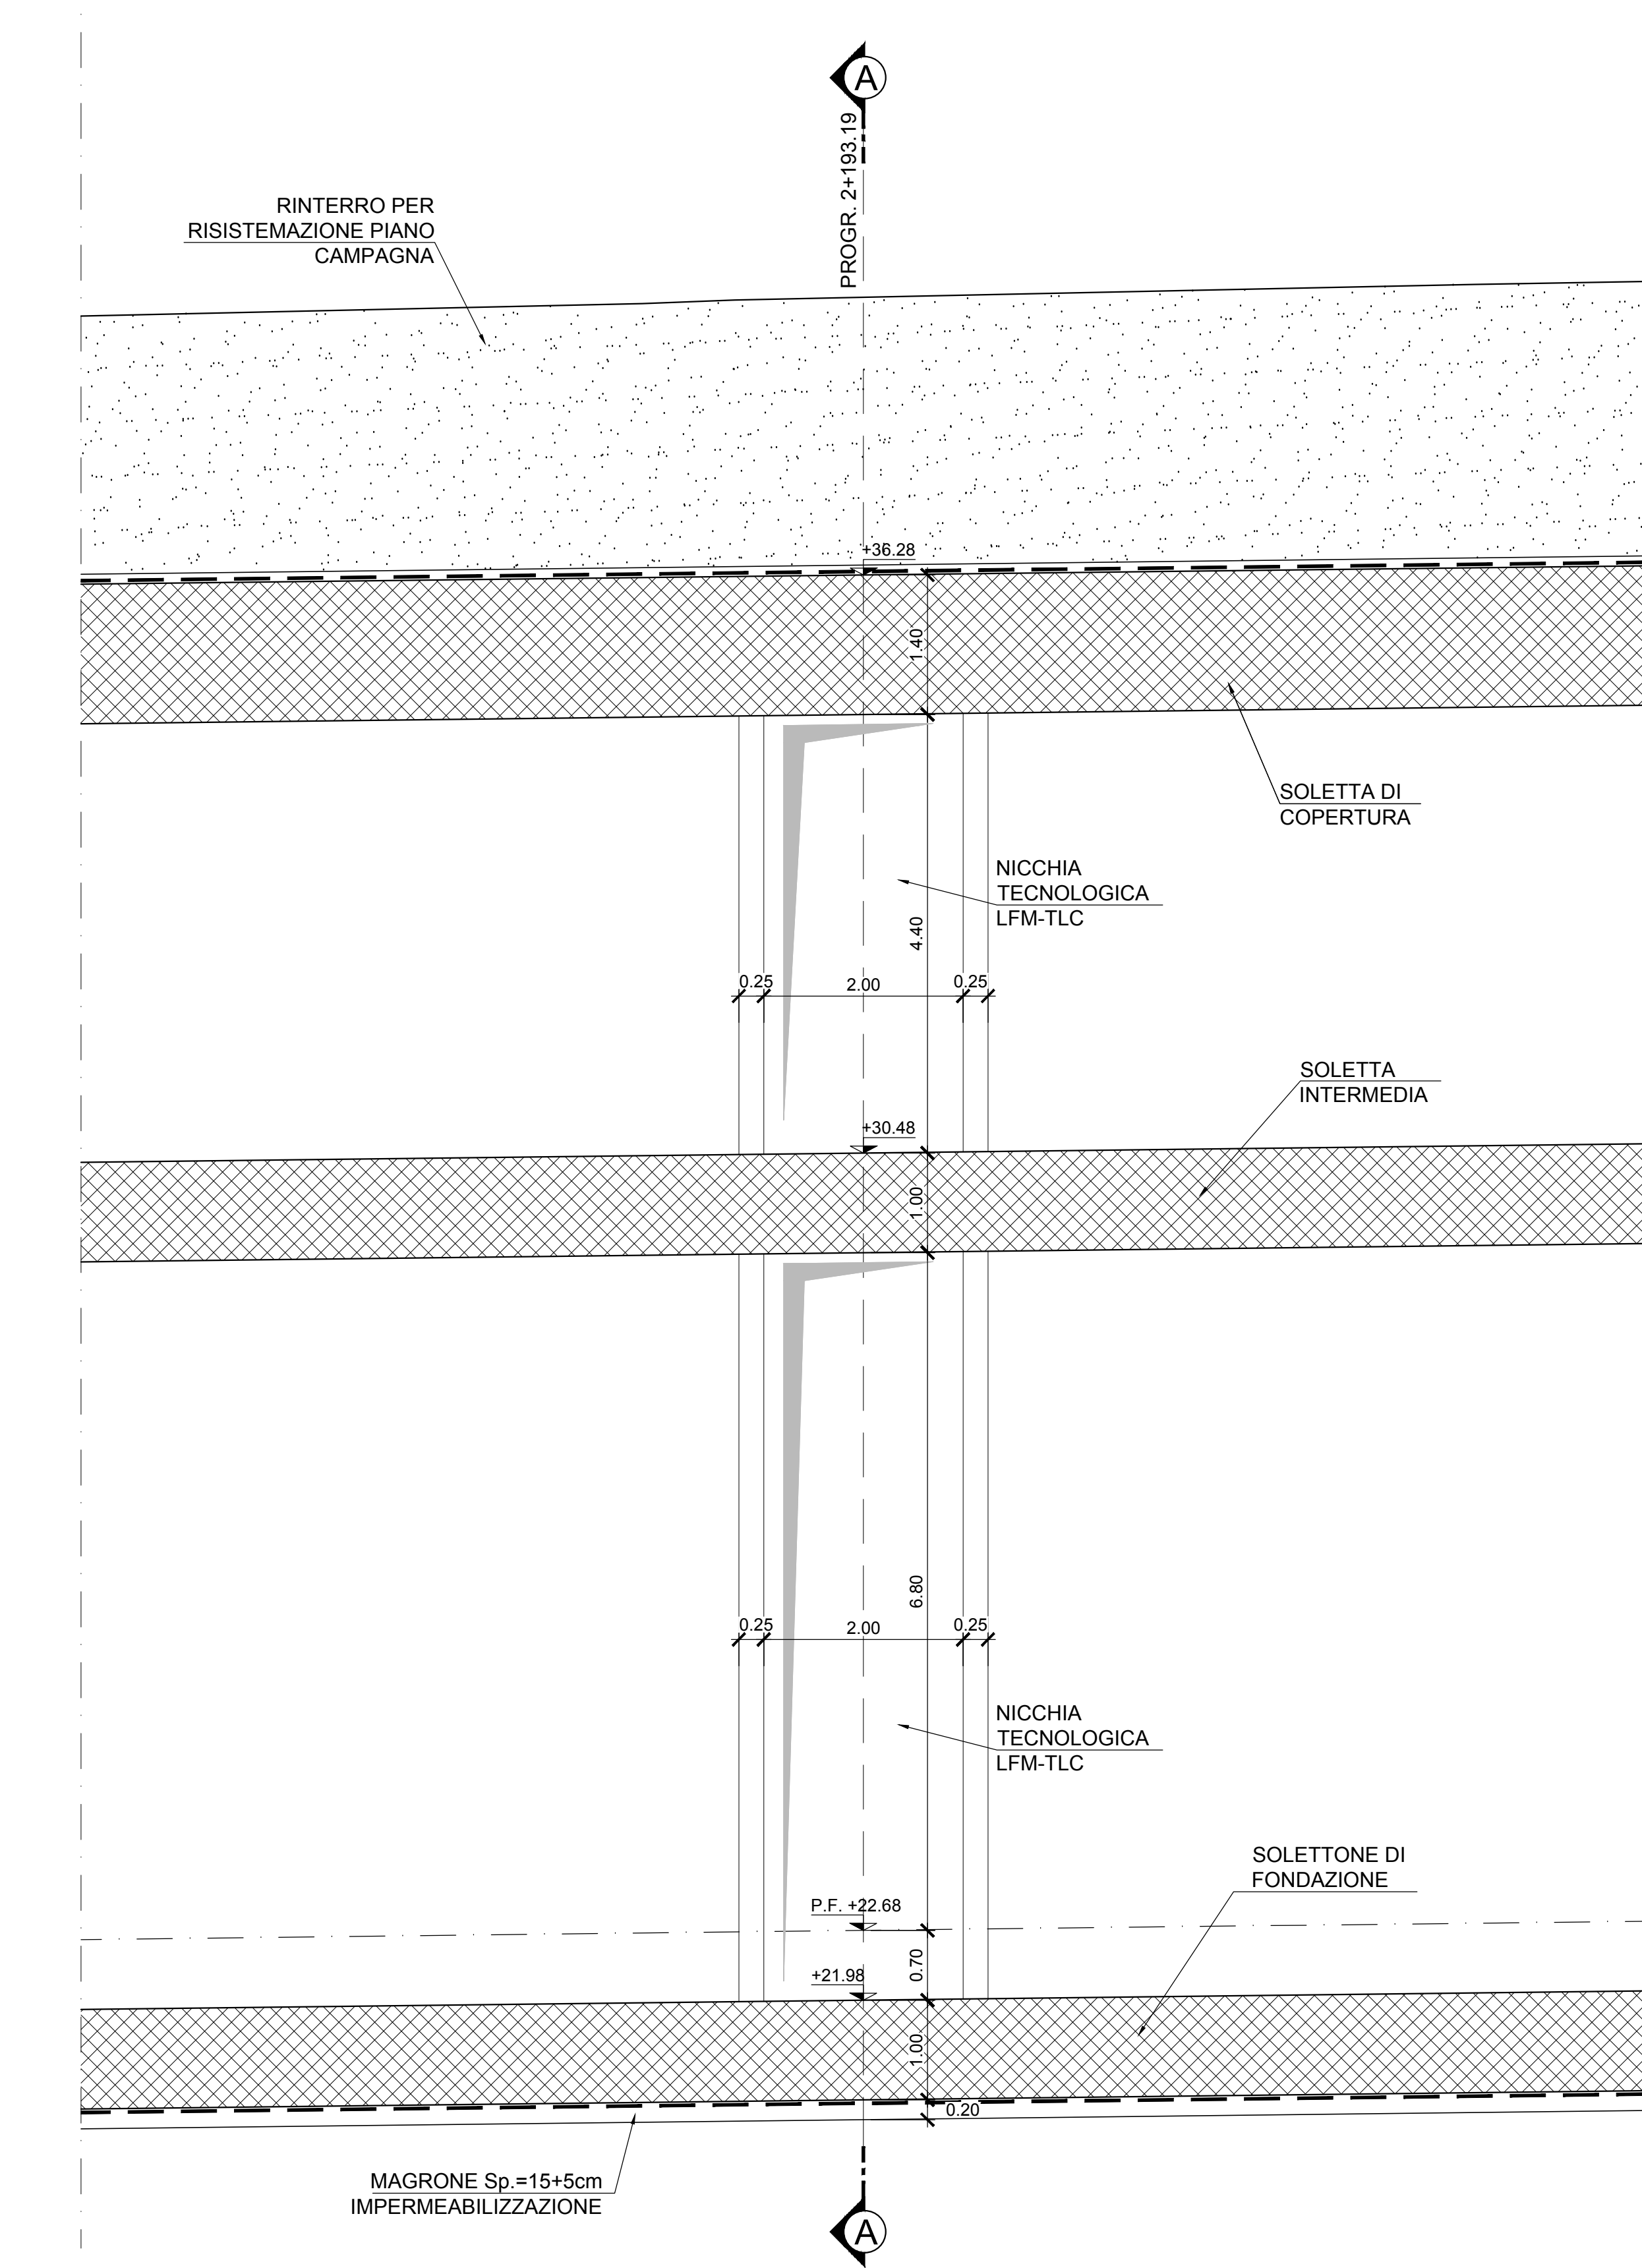 A
PROGR. 2+193.19
RINTERRO PER
RISISTEMAZIONE PIANO
CAMPAGNA
+36.28
1.40
SOLETTA DI
COPERTURA
NICCHIA
TECNOLOGICA
LFM-TLC
4.40
0.25
2.00
0.25
SOLETTA
INTERMEDIA
+30.48
1.00
6.80
0.25
2.00
0.25
NICCHIA
TECNOLOGICA
LFM-TLC
SOLETTONE DI
FONDAZIONE
P.F. +22.68
0.70
+21.98
1.00
0.20
MAGRONE Sp.=15+5cm
IMPERMEABILIZZAZIONE
A